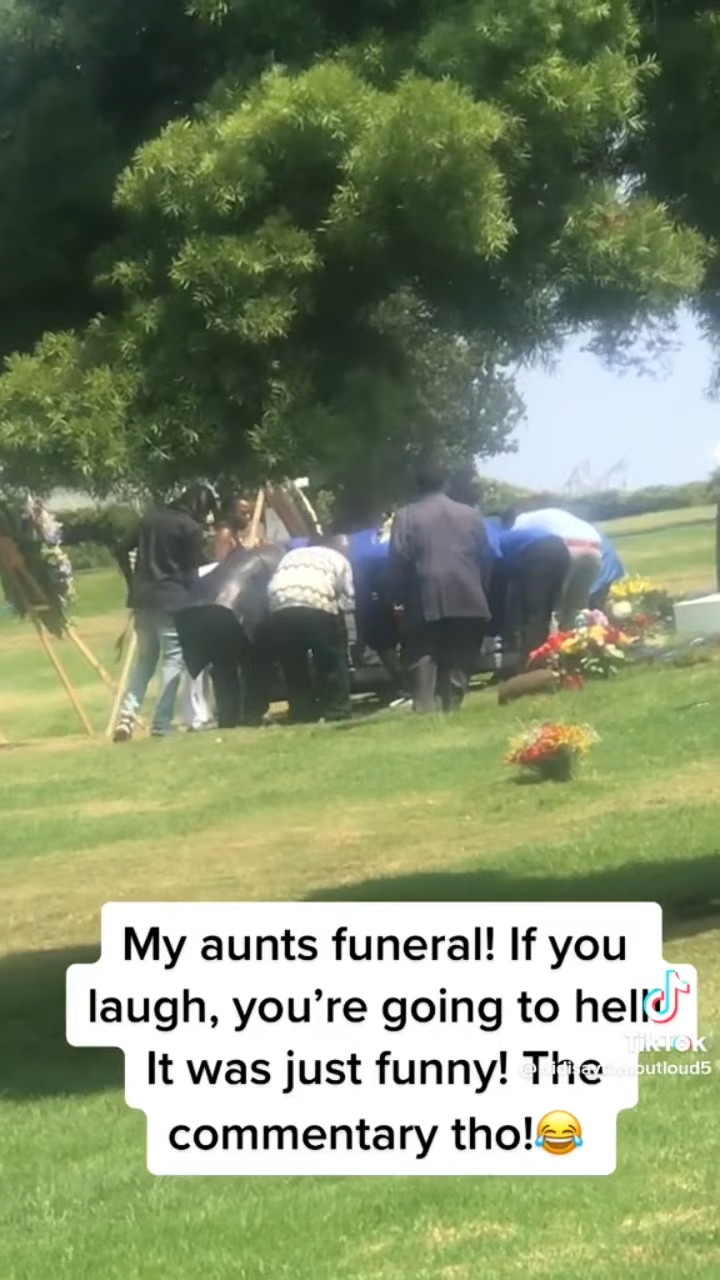 My aunts funeral! If you
laugh, you’re going to hell
It was just funny! The
commentary tho!😂
TikTok